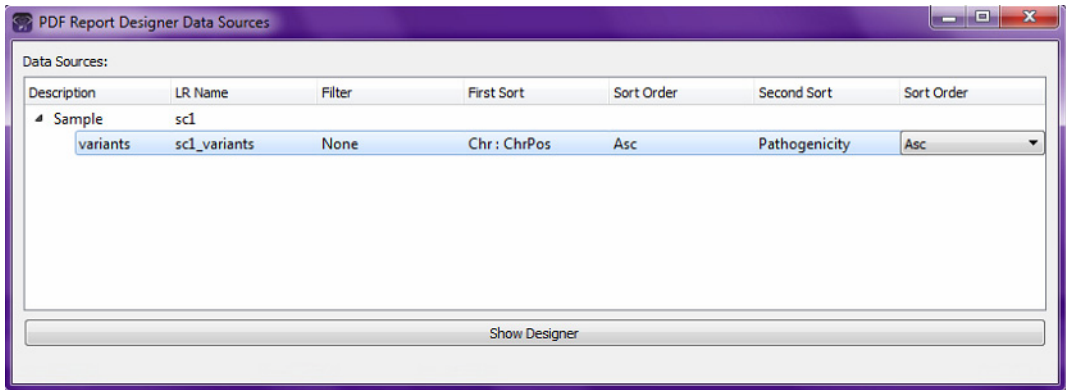 PDF Report Designer Data Sources
Data Sources:
Description LR Name Filter First Sort Sort Order Second Sort Sort Order
Sample sc1
variants sc1_variants None Chr : ChrPos Asc Pathogenicity Asc
Show Designer